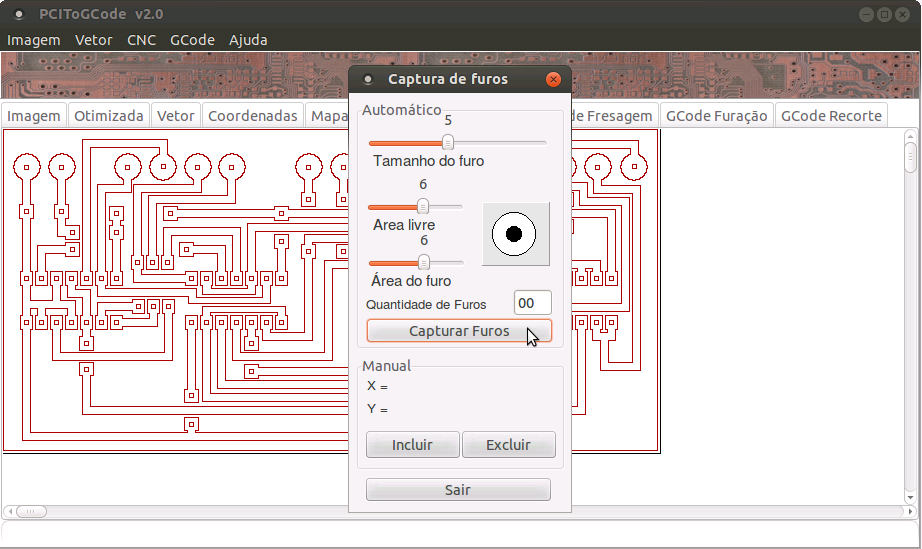 PCIToGCode v2.0
Imagem Vetor CNC GCode Ajuda
Captura de furos
Imagem Otimizada Vetor Coordenadas Mapa de Fresagem GCode Furação GCode Recorte
Automático
5
Tamanho do furo
6
Area livre
6
Área do furo
Quantidade de Furos 00
Capturar Furos
Manual
X =
Y =
Incluir Excluir
Sair